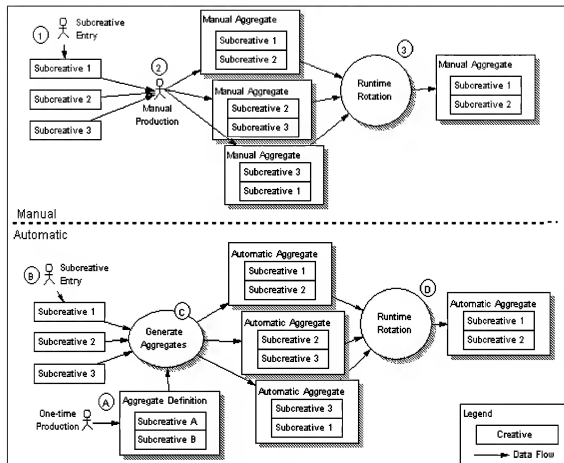 1
Subcreative
Entry
Subcreative 1
Subcreative 2
Subcreative 3
2
Manual
Production
Manual Aggregate
Subcreative 1
Subcreative 2
Manual Aggregate
Subcreative 2
Subcreative 3
Manual Aggregate
Subcreative 3
Subcreative 1
3
Runtime
Rotation
Manual Aggregate
Subcreative 1
Subcreative 2
Manual
Automatic
B
Subcreative
Entry
Subcreative 1
Subcreative 2
Subcreative 3
C
Generate
Aggregates
Automatic Aggregate
Subcreative 1
Subcreative 2
Automatic Aggregate
Subcreative 2
Subcreative 3
Automatic Aggregate
Subcreative 3
Subcreative 1
D
Runtime
Rotation
Automatic Aggregate
Subcreative 1
Subcreative 2
One-time
Production
A
Aggregate Definition
Subcreative A
Subcreative B
Legend
Creative
Data Flow